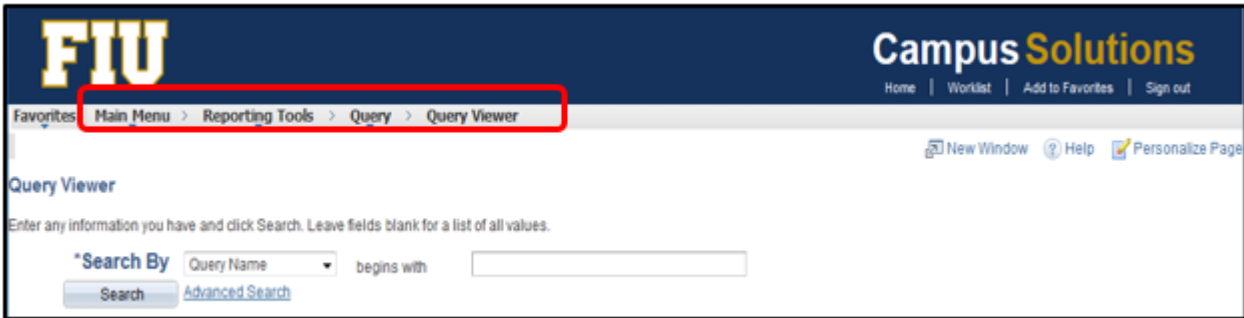 FIU
Campus Solutions
Home | Worklist | Add to Favorites | Sign out
Favorites Main Menu > Reporting Tools > Query > Query Viewer
New Window Help Personalize Page
Query Viewer
Enter any information you have and click Search. Leave fields blank for a list of all values.
*Search By Query Name begins with
Search Advanced Search